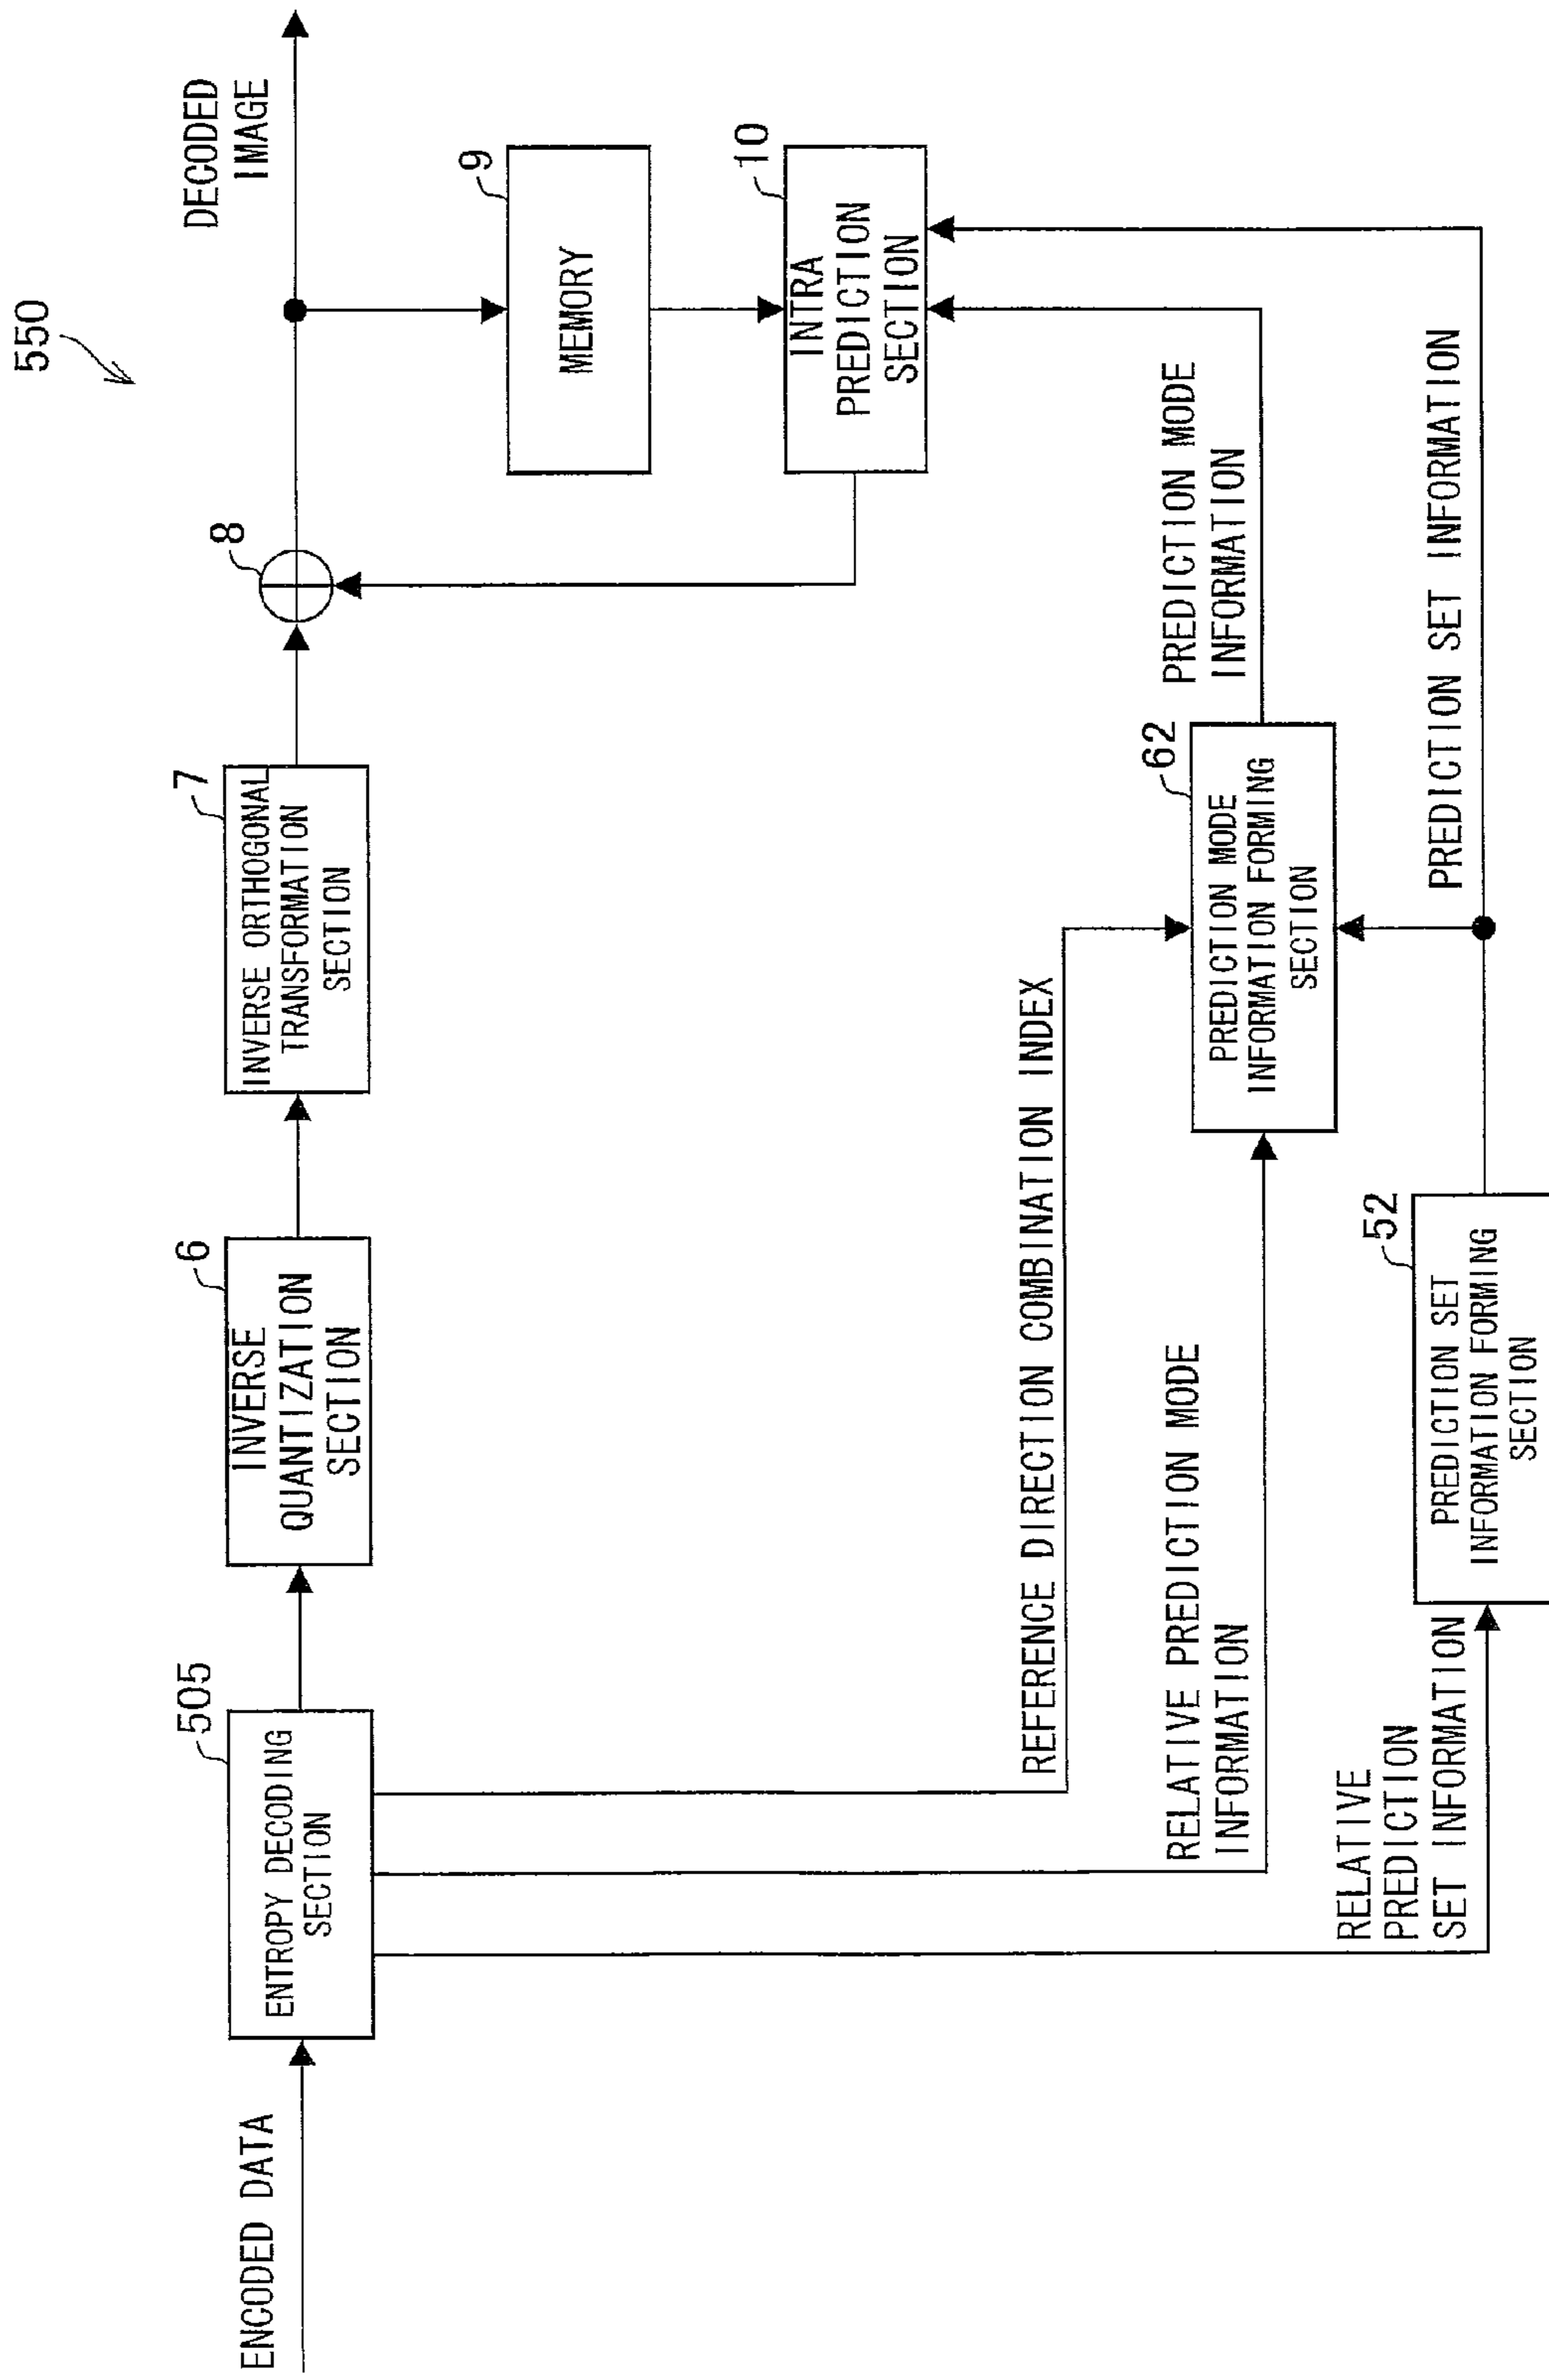 550
ENCODED DATA
505
ENTROPY DECODING
SECTION
6
INVERSE
QUANTIZATION
SECTION
7
INVERSE ORTHOGONAL
TRANSFORMATION
SECTION
8
DECODED
IMAGE
9
MEMORY
10
INTRA
PREDICTION
SECTION
REFERENCE DIRECTION COMBINATION INDEX
RELATIVE PREDICTION MODE
INFORMATION
62
PREDICTION MODE
INFORMATION FORMING
SECTION
PREDICTION MODE
INFORMATION
RELATIVE
PREDICTION
SET INFORMATION
52
PREDICTION SET
INFORMATION FORMING
SECTION
PREDICTION SET INFORMATION